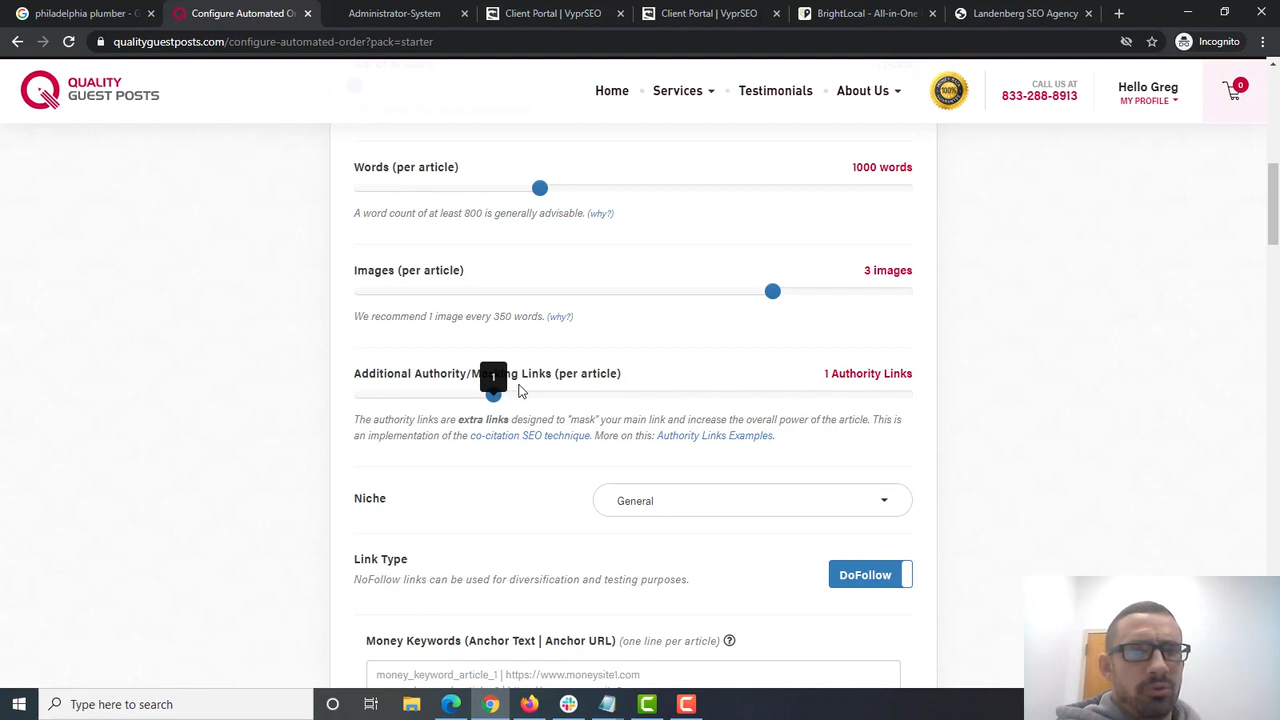 philadelphia plumber - G
Configure Automated Or
Administrator-System
Client Portal | VyprSEO
Client Portal | VyprSEO
BrightLocal - All-in-One
Landenberg SEO Agency
qualityguestposts.com/configure-automated-order?pack=starter
Incognito
QUALITY
GUEST POSTS
Home
Services
Testimonials
About Us
100%
CALL US AT
833-288-8913
Hello Greg
MY PROFILE
0
Words (per article)
1000 words
A word count of at least 800 is generally advisable. (why?)
Images (per article)
3 images
We recommend 1 image every 350 words. (why?)
Additional Authority/Masking Links (per article)
1 Authority Links
1
The authority links are extra links designed to "mask" your main link and increase the overall power of the article. This is
an implementation of the co-citation SEO technique. More on this: Authority Links Examples.
Niche
General
Link Type
DoFollow
NoFollow links can be used for diversification and testing purposes.
Money Keywords (Anchor Text | Anchor URL) (one line per article)
money_keyword_article_1 | https://www.moneysite1.com
Type here to search